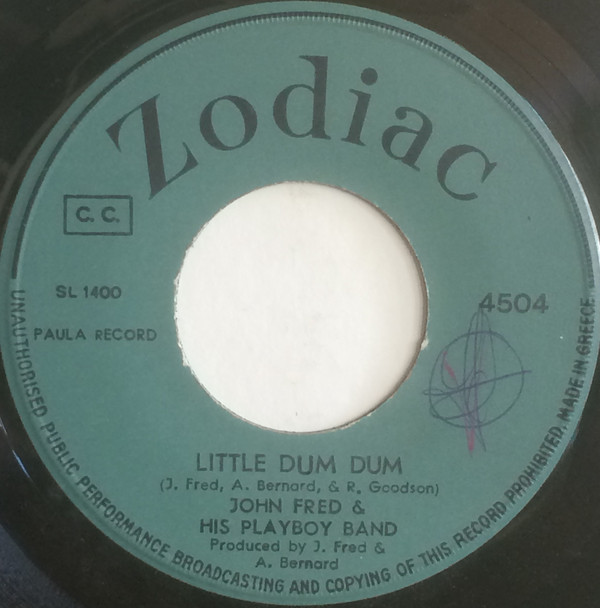 Zodiac
C. C.
SL 1400
4504
PAULA RECORD
LITTLE DUM DUM
(J. Fred, A. Bernard, & R. Goodson)
JOHN FRED &
HIS PLAYBOY BAND
Produced by J. Fred &
A. Bernard
UNAUTHORISED PUBLIC PERFORMANCE BROADCASTING AND COPYING OF THIS RECORD PROHIBITED. MADE IN GREECE